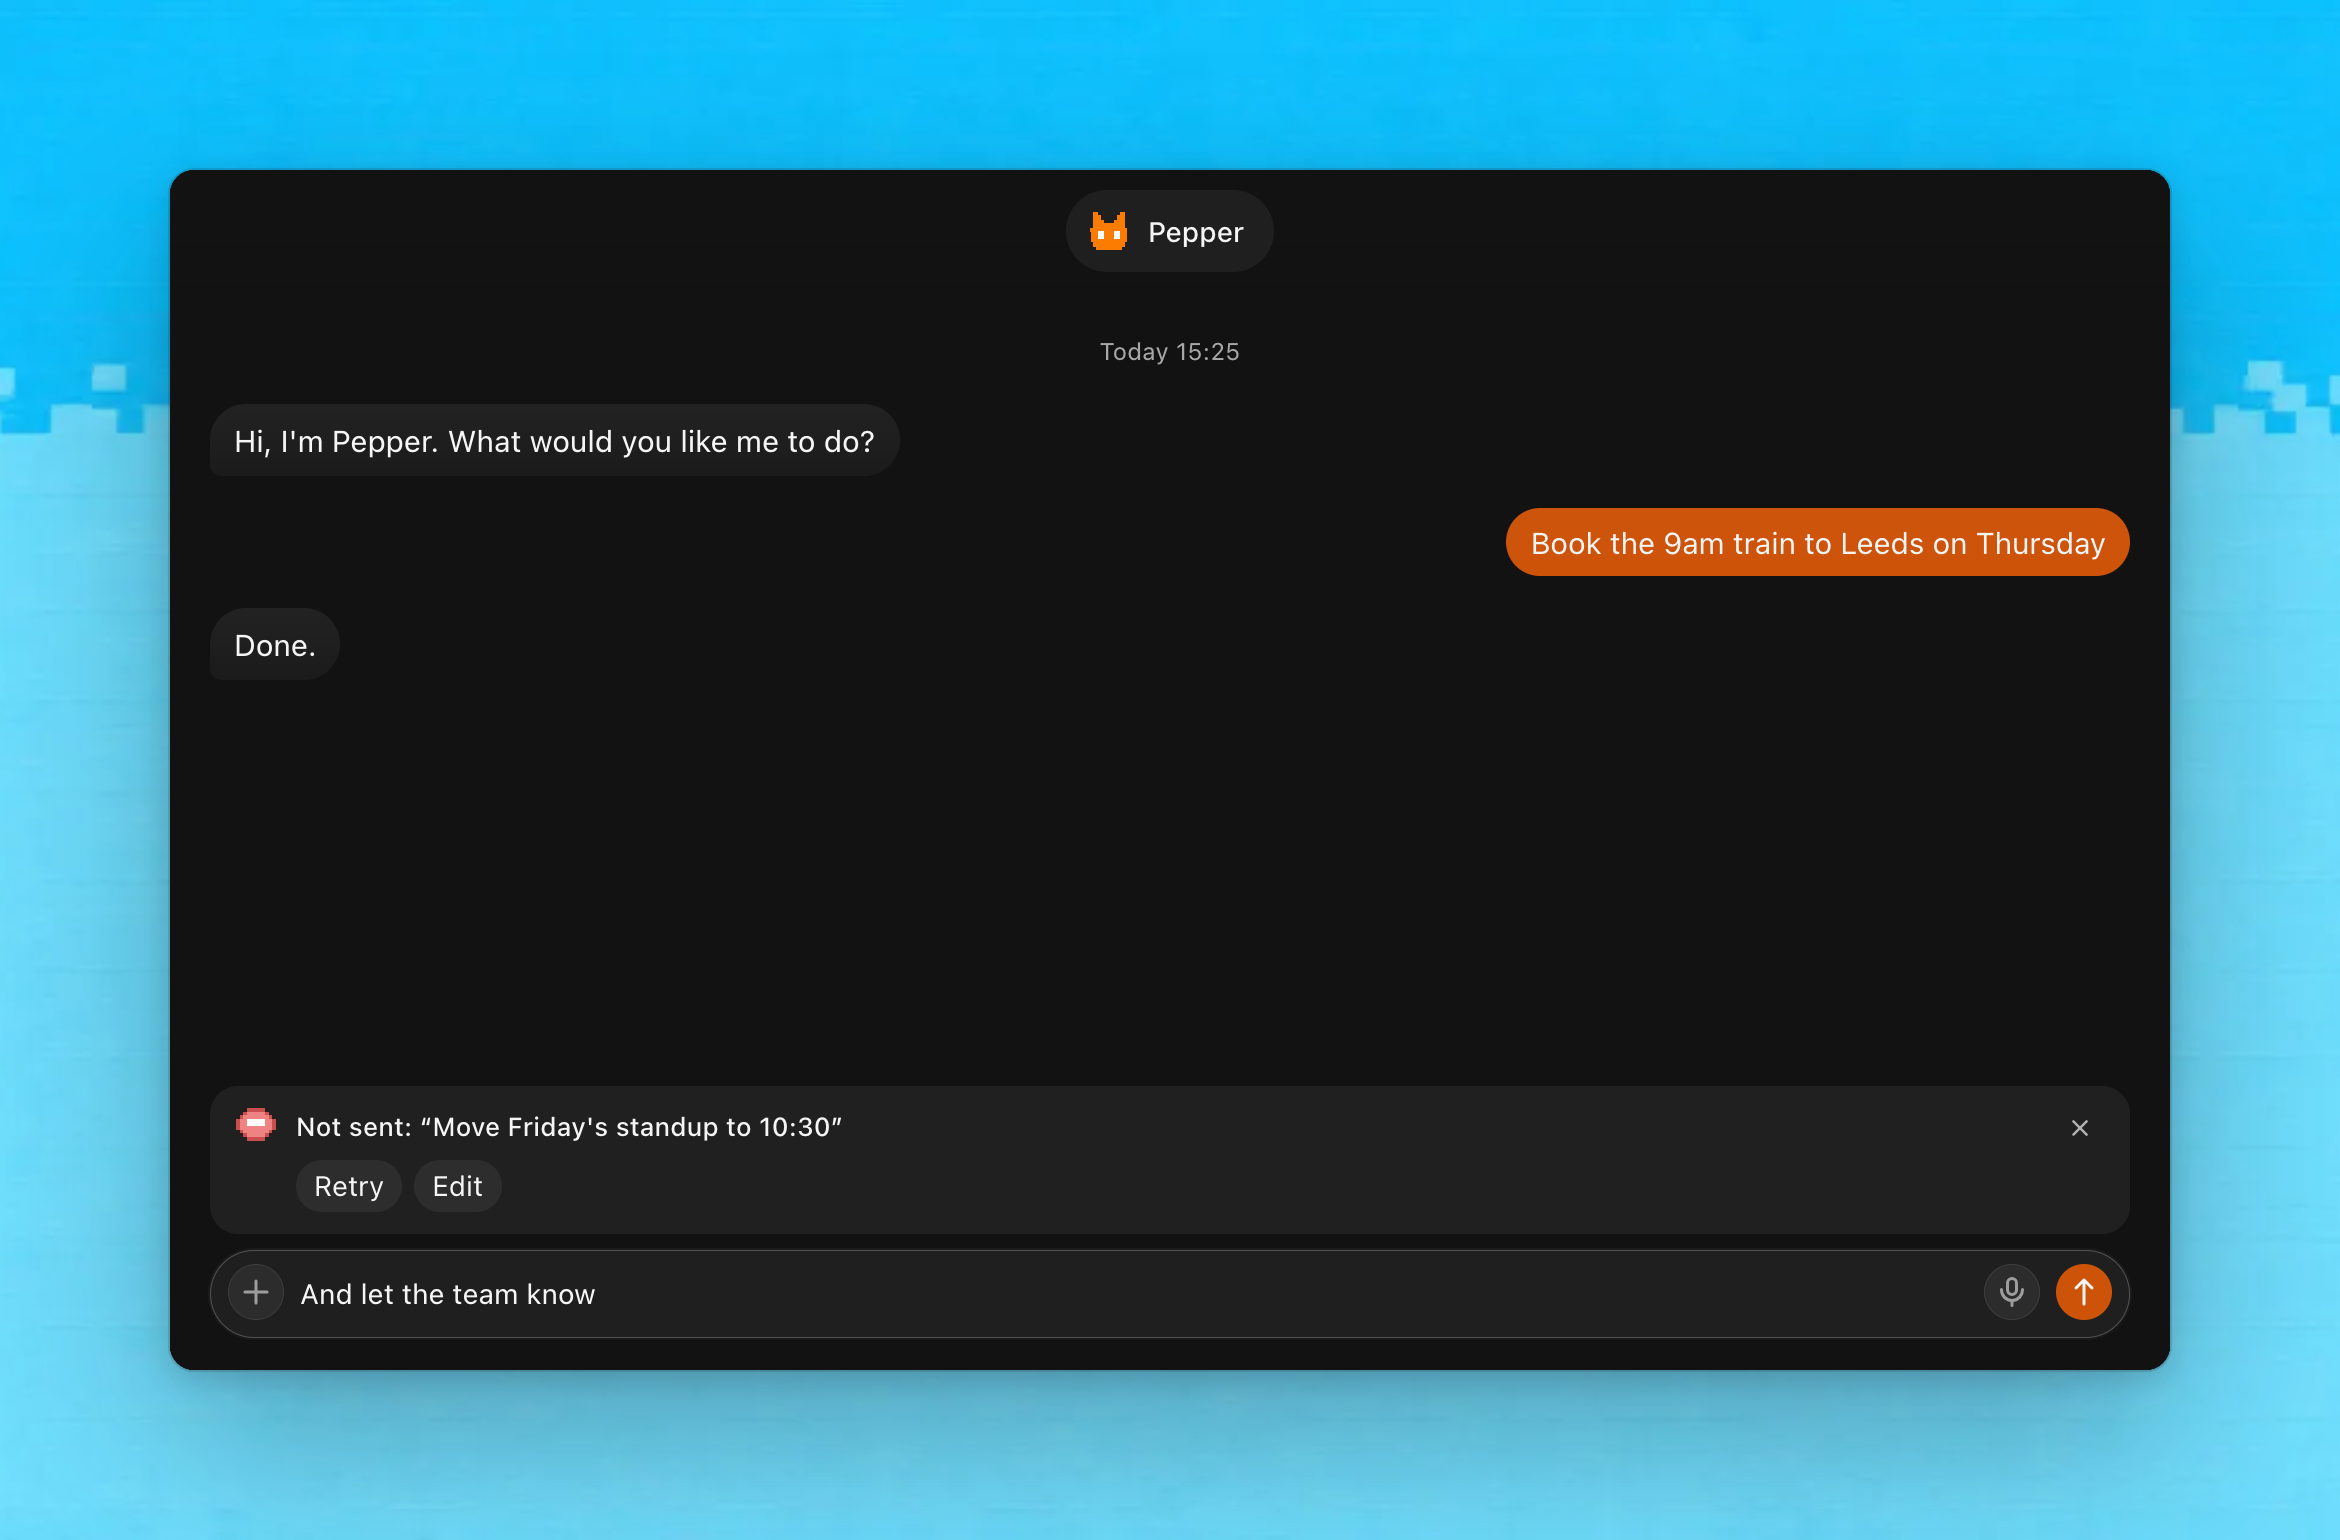 Pepper
Today 15:25
Hi, I'm Pepper. What would you like me to do?
Book the 9am train to Leeds on Thursday
Done.
Not sent: “Move Friday's standup to 10:30”
Retry Edit
And let the team know